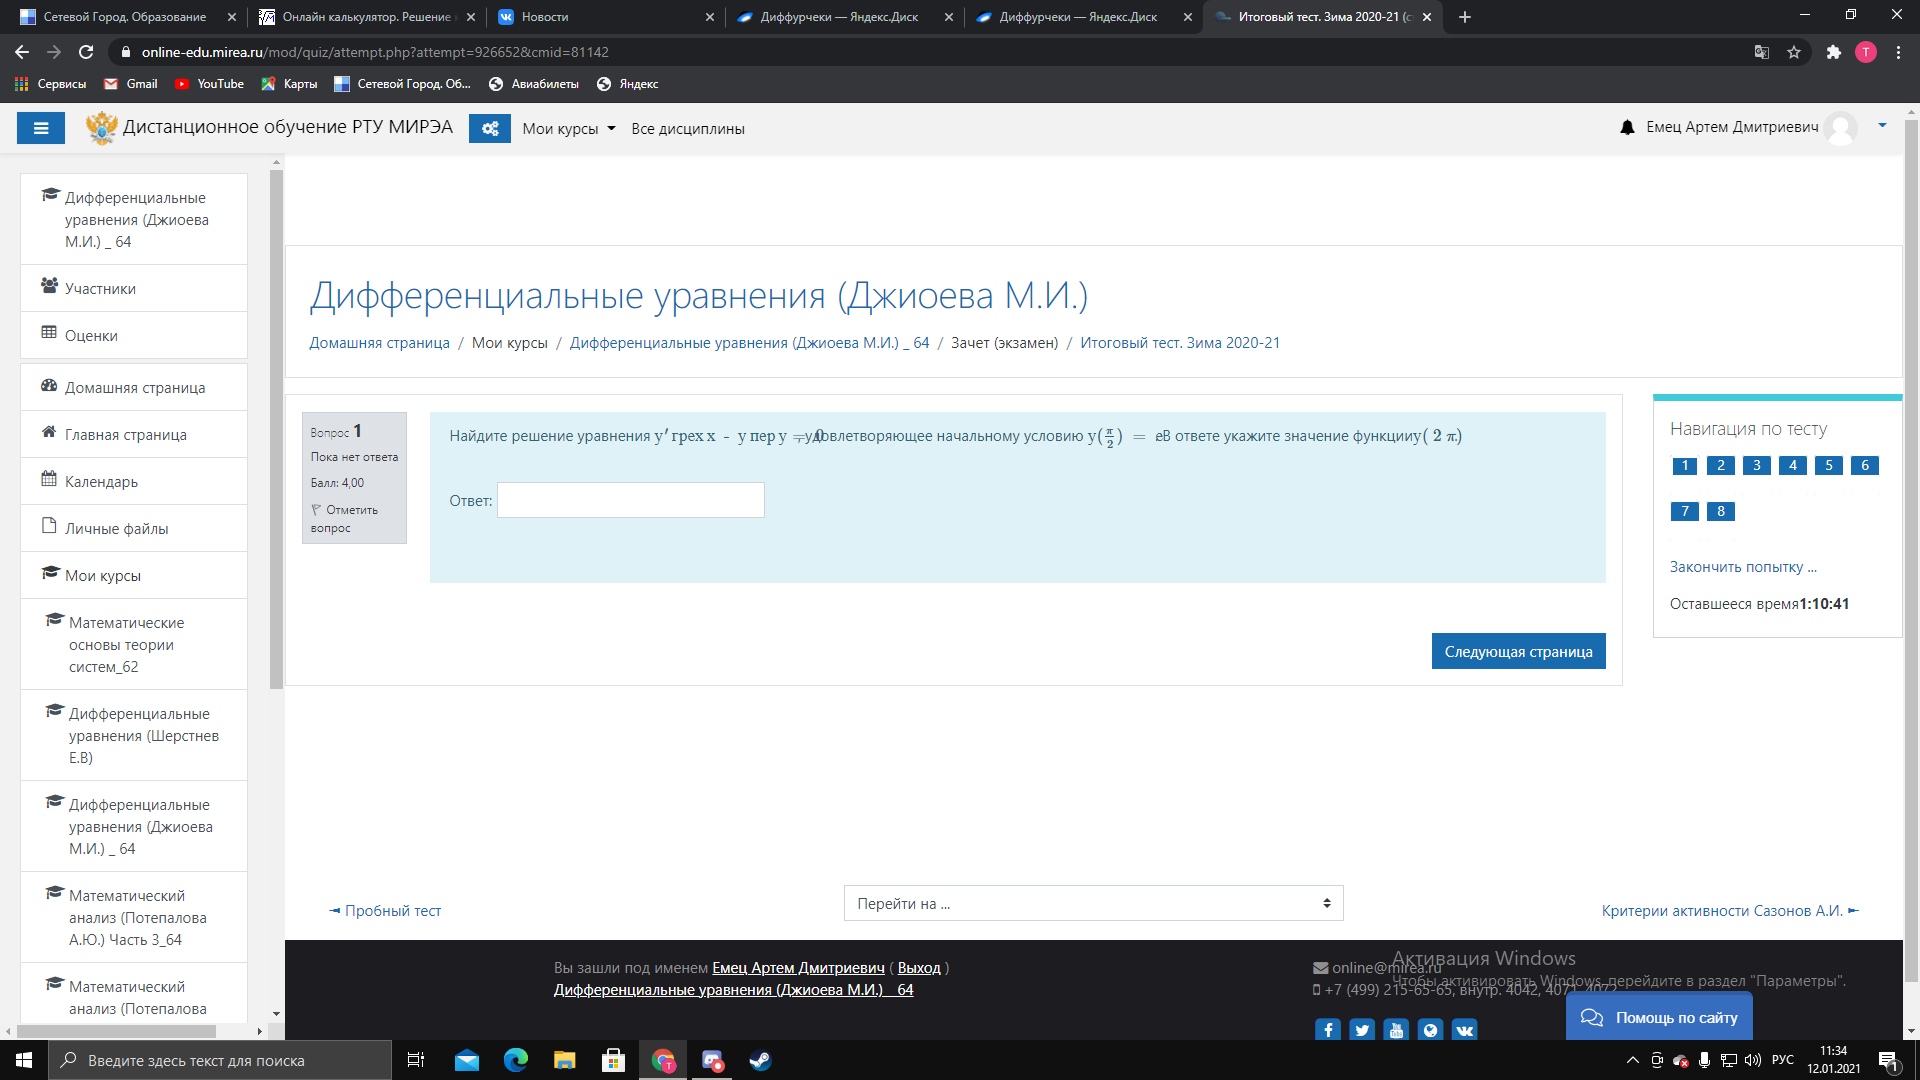 Сетевой Город. Образование
Онлайн калькулятор. Решение
Новости
Диффурчеки — Яндекс.Диск
Диффурчеки — Яндекс.Диск
Итоговый тест. Зима 2020-21 (с
online-edu.mirea.ru/mod/quiz/attempt.php?attempt=926652&cmid=81142
T
Сервисы
Gmail
YouTube
Карты
Сетевой Город. Об...
Авиабилеты
Яндекс
Дистанционное обучение РТУ МИРЭА
Мои курсы
Все дисциплины
Емец Артем Дмитриевич
Дифференциальные
уравнения (Джиоева
М.И.) _ 64
Участники
Оценки
Домашняя страница
Главная страница
Календарь
Личные файлы
Мои курсы
Математические
основы теории
систем_62
Дифференциальные
уравнения (Шерстнев
Е.В)
Дифференциальные
уравнения (Джиоева
М.И.) _ 64
Математический
анализ (Потепалова
А.Ю.) Часть 3_64
Математический
анализ (Потепалова
Дифференциальные уравнения (Джиоева М.И.)
Домашняя страница / Мои курсы / Дифференциальные уравнения (Джиоева М.И.) _ 64 / Зачет (экзамен) / Итоговый тест. Зима 2020-21
Вопрос 1
Пока нет ответа
Балл: 4,00
Отметить
вопрос
Найдите решение уравнения y′ грех x - y пер y = 0, удовлетворяющее начальному условию y(π/2) = e В ответе укажите значение функции y( 2 π.)
Ответ:
Следующая страница
Навигация по тесту
1 2 3 4 5 6
7 8
Закончить попытку ...
Оставшееся время 1:10:41
◄ Пробный тест
Перейти на ...
Критерии активности Сазонов А.И. ►
Вы зашли под именем Емец Артем Дмитриевич ( Выход )
Дифференциальные уравнения (Джиоева М.И.) _ 64
online@mirea.ru
+7 (499) 215-65-65, внутр. 4042, 4071, 4072
Активация Windows
Чтобы активировать Windows, перейдите в раздел "Параметры".
Помощь по сайту
Введите здесь текст для поиска
T
РУС
11:34
12.01.2021
1